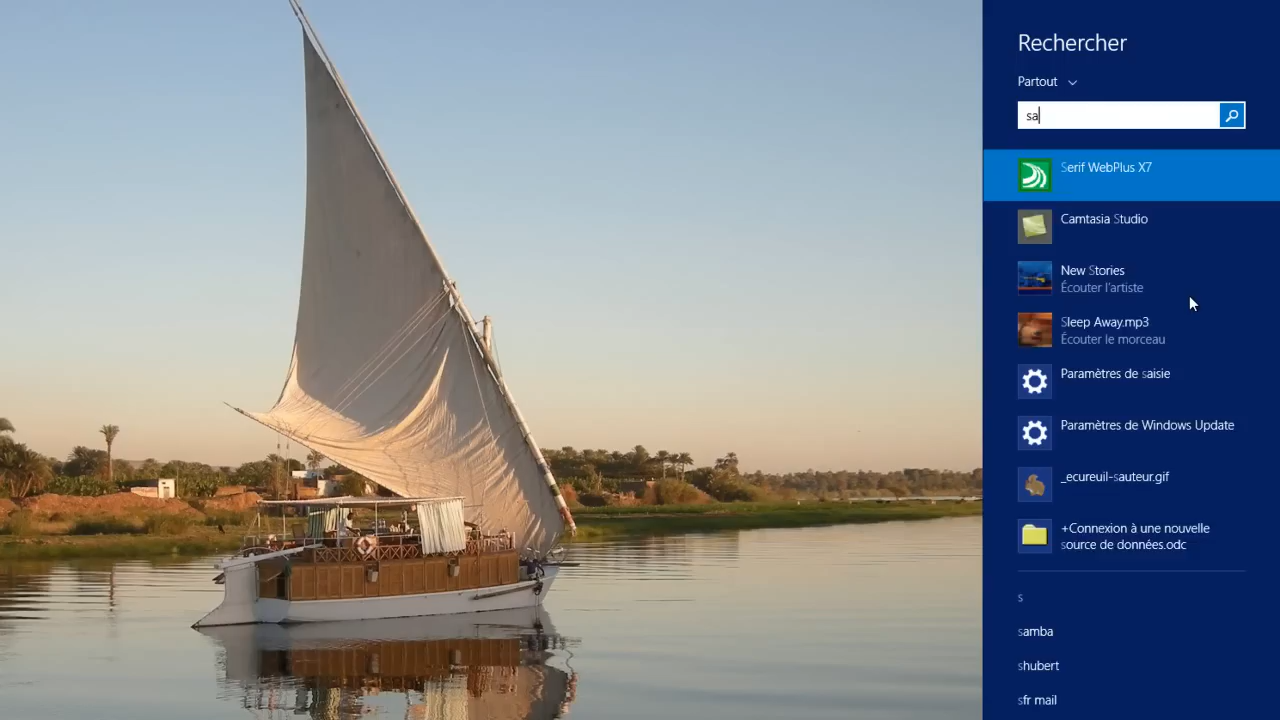 Rechercher
Partout
sa
Serif WebPlus X7
Camtasia Studio
New Stories
Écouter l'artiste
Sleep Away.mp3
Écouter le morceau
Paramètres de saisie
Paramètres de Windows Update
_ecureuil-sauteur.gif
+Connexion à une nouvelle
source de données.odc
s
samba
shubert
sfr mail